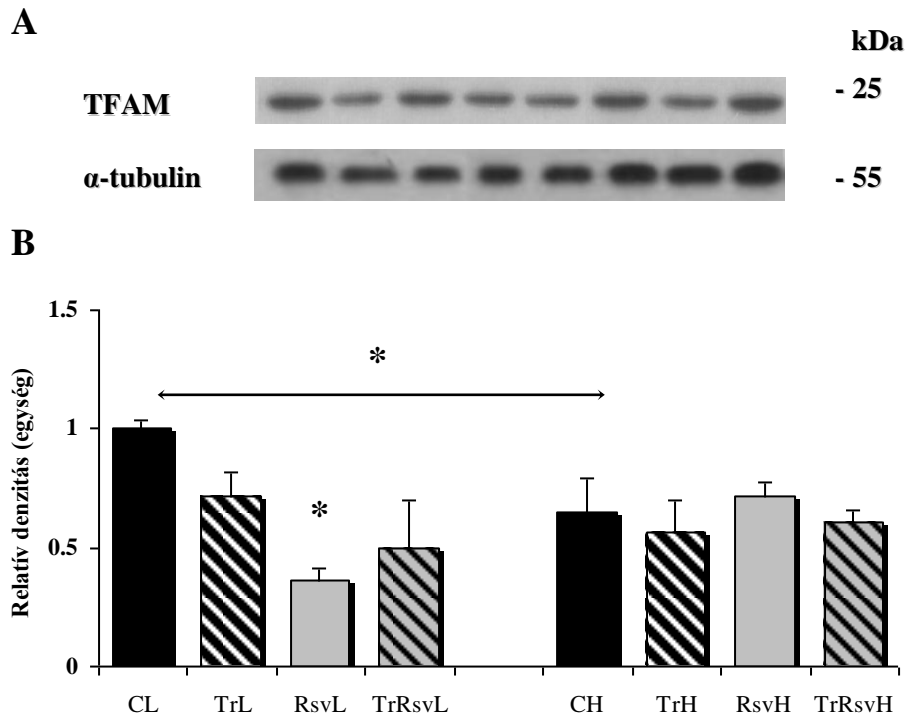 A
kDa
TFAM
- 25
α-tubulin
- 55
B
Relatív denzitás (egység)
1.5
1
0.5
0
*
*
CL TrL RsvL TrRsvL CH TrH RsvH TrRsvH